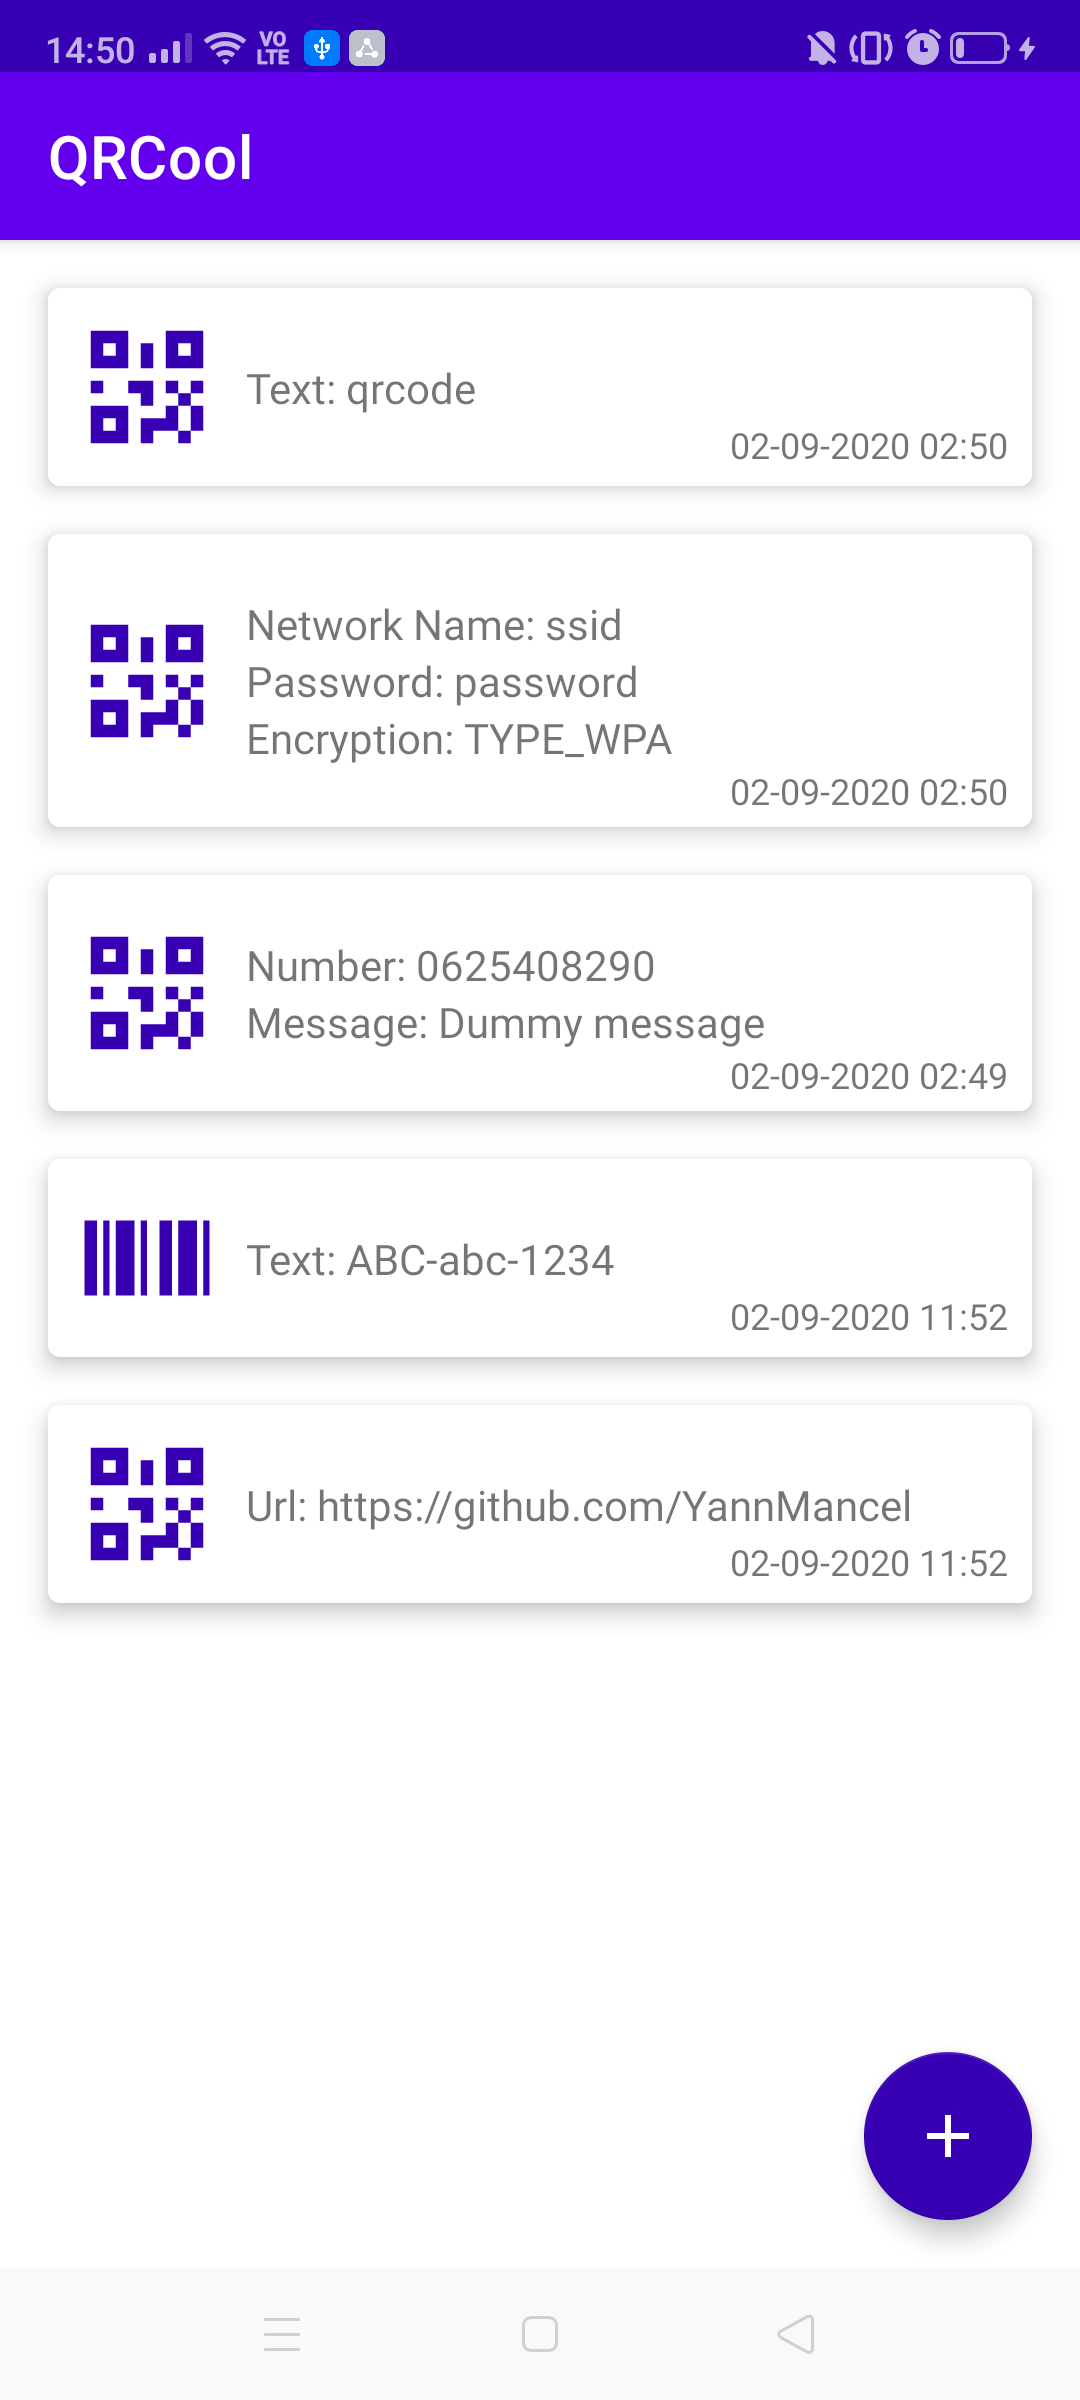 14:50 VO LTE
QRCool
Text: qrcode
02-09-2020 02:50
Network Name: ssid
Password: password
Encryption: TYPE_WPA
02-09-2020 02:50
Number: 0625408290
Message: Dummy message
02-09-2020 02:49
Text: ABC-abc-1234
02-09-2020 11:52
Url: https://github.com/YannMancel
02-09-2020 11:52